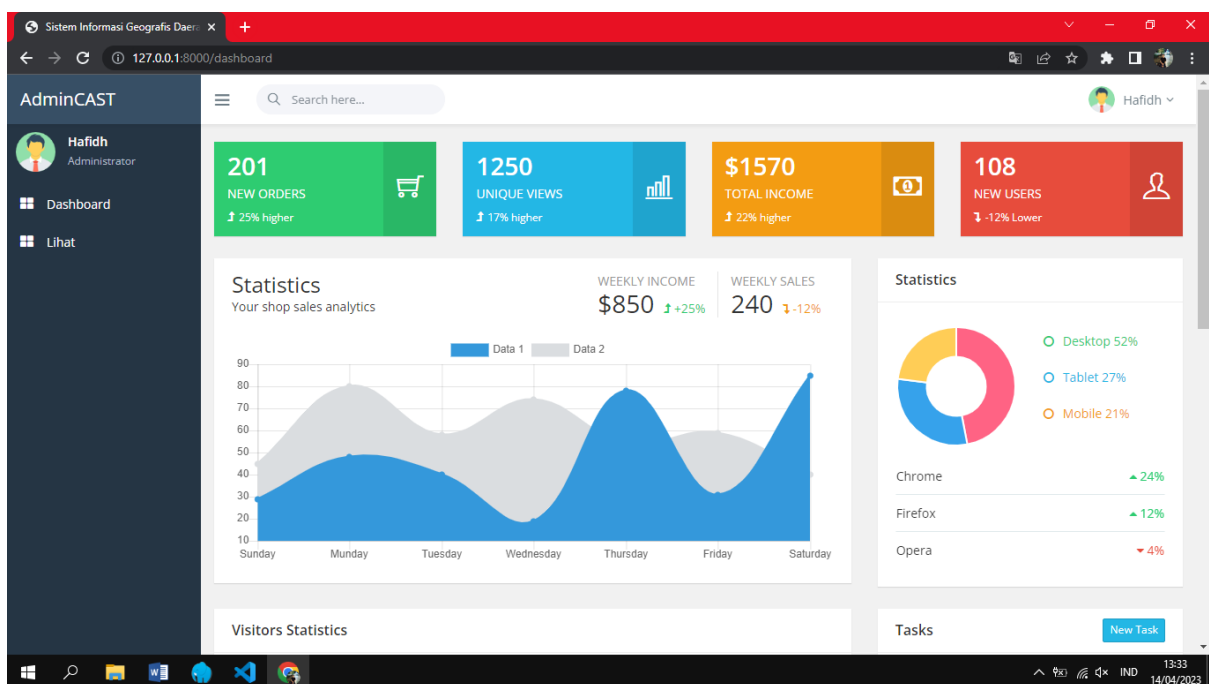 Sistem Informasi Geografis Daera
127.0.0.1:8000/dashboard
AdminCAST
Search here...
Hafidh
Hafidh
Administrator
Dashboard
Lihat
201
NEW ORDERS
25% higher
1250
UNIQUE VIEWS
17% higher
$1570
TOTAL INCOME
22% higher
108
NEW USERS
-12% Lower
Statistics
Your shop sales analytics
WEEKLY INCOME
$850 +25%
WEEKLY SALES
240 -12%
Data 1 Data 2
90
80
70
60
50
40
30
20
10
Sunday Munday Tuesday Wednesday Thursday Friday Saturday
Statistics
Desktop 52%
Tablet 27%
Mobile 21%
Chrome 24%
Firefox 12%
Opera 4%
Visitors Statistics
Tasks
New Task
IND
13:33
14/04/2023